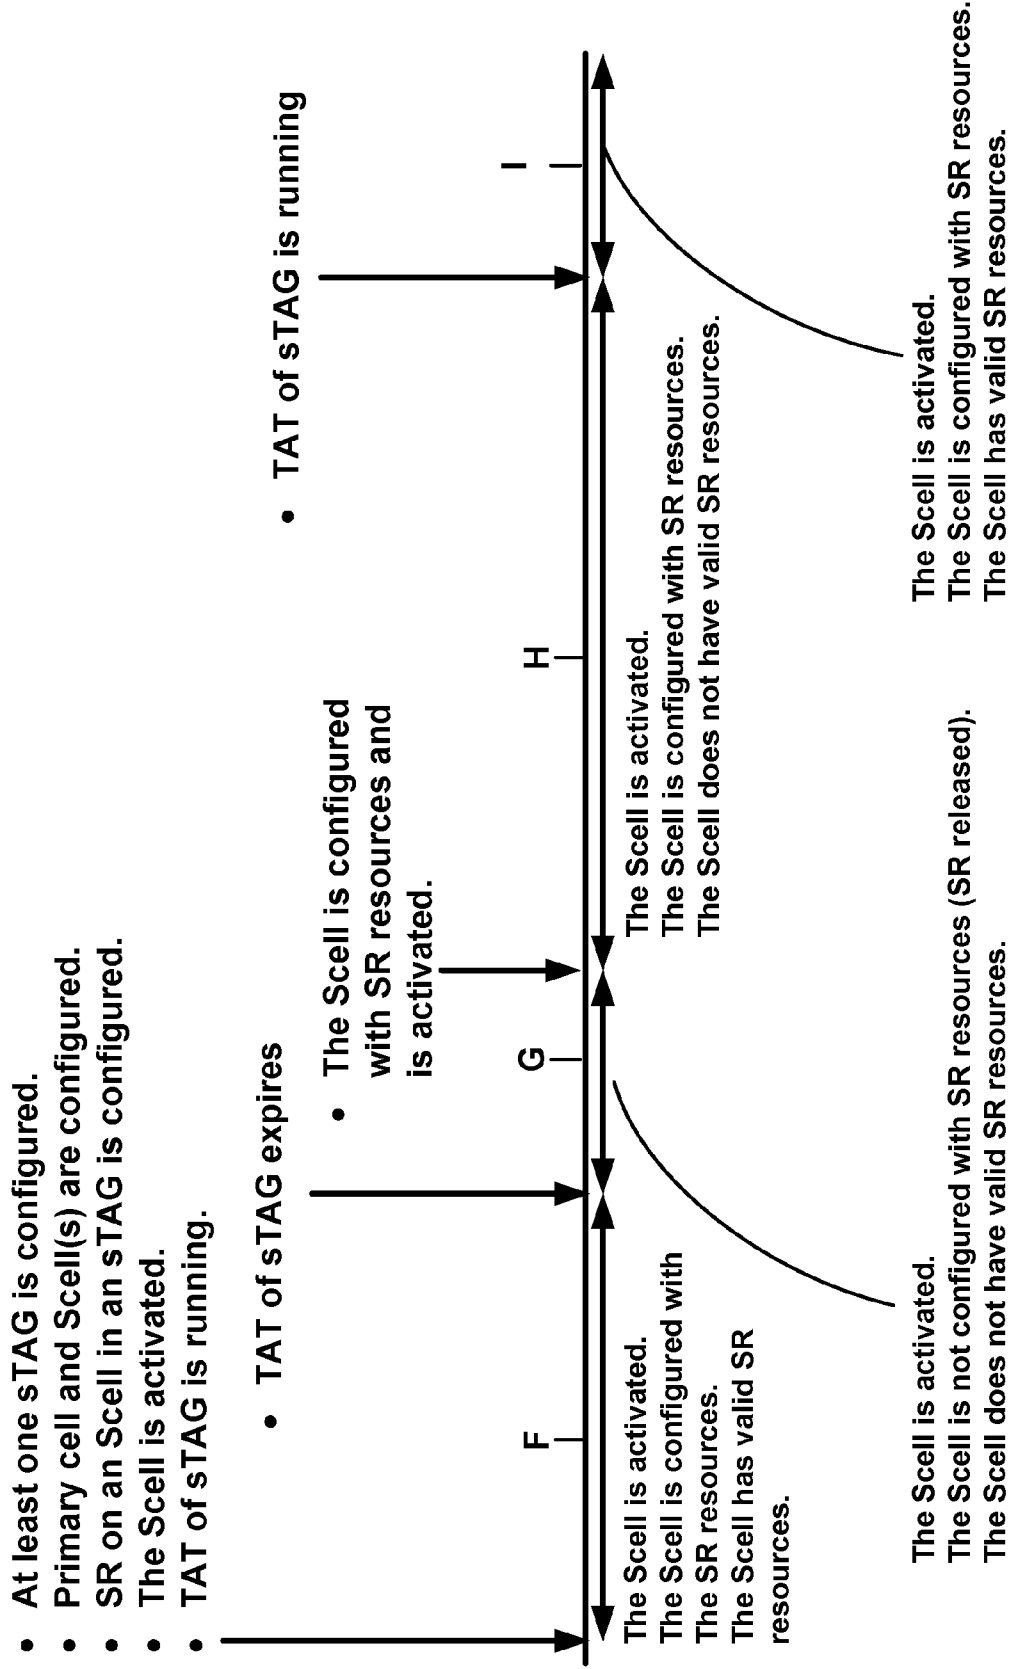 • At least one sTAG is configured.
• Primary cell and Scell(s) are configured.
• SR on an Scell in an sTAG is configured.
• The Scell is activated.
• TAT of sTAG is running.
• TAT of sTAG expires
• The Scell is configured
with SR resources and
is activated.
• TAT of sTAG is running
F
G
H
I
The Scell is activated.
The Scell is configured with
the SR resources.
The Scell has valid SR
resources.
The Scell is activated.
The Scell is configured with SR resources.
The Scell does not have valid SR resources.
The Scell is activated.
The Scell is not configured with SR resources (SR released).
The Scell does not have valid SR resources.
The Scell is activated.
The Scell is configured with SR resources.
The Scell has valid SR resources.